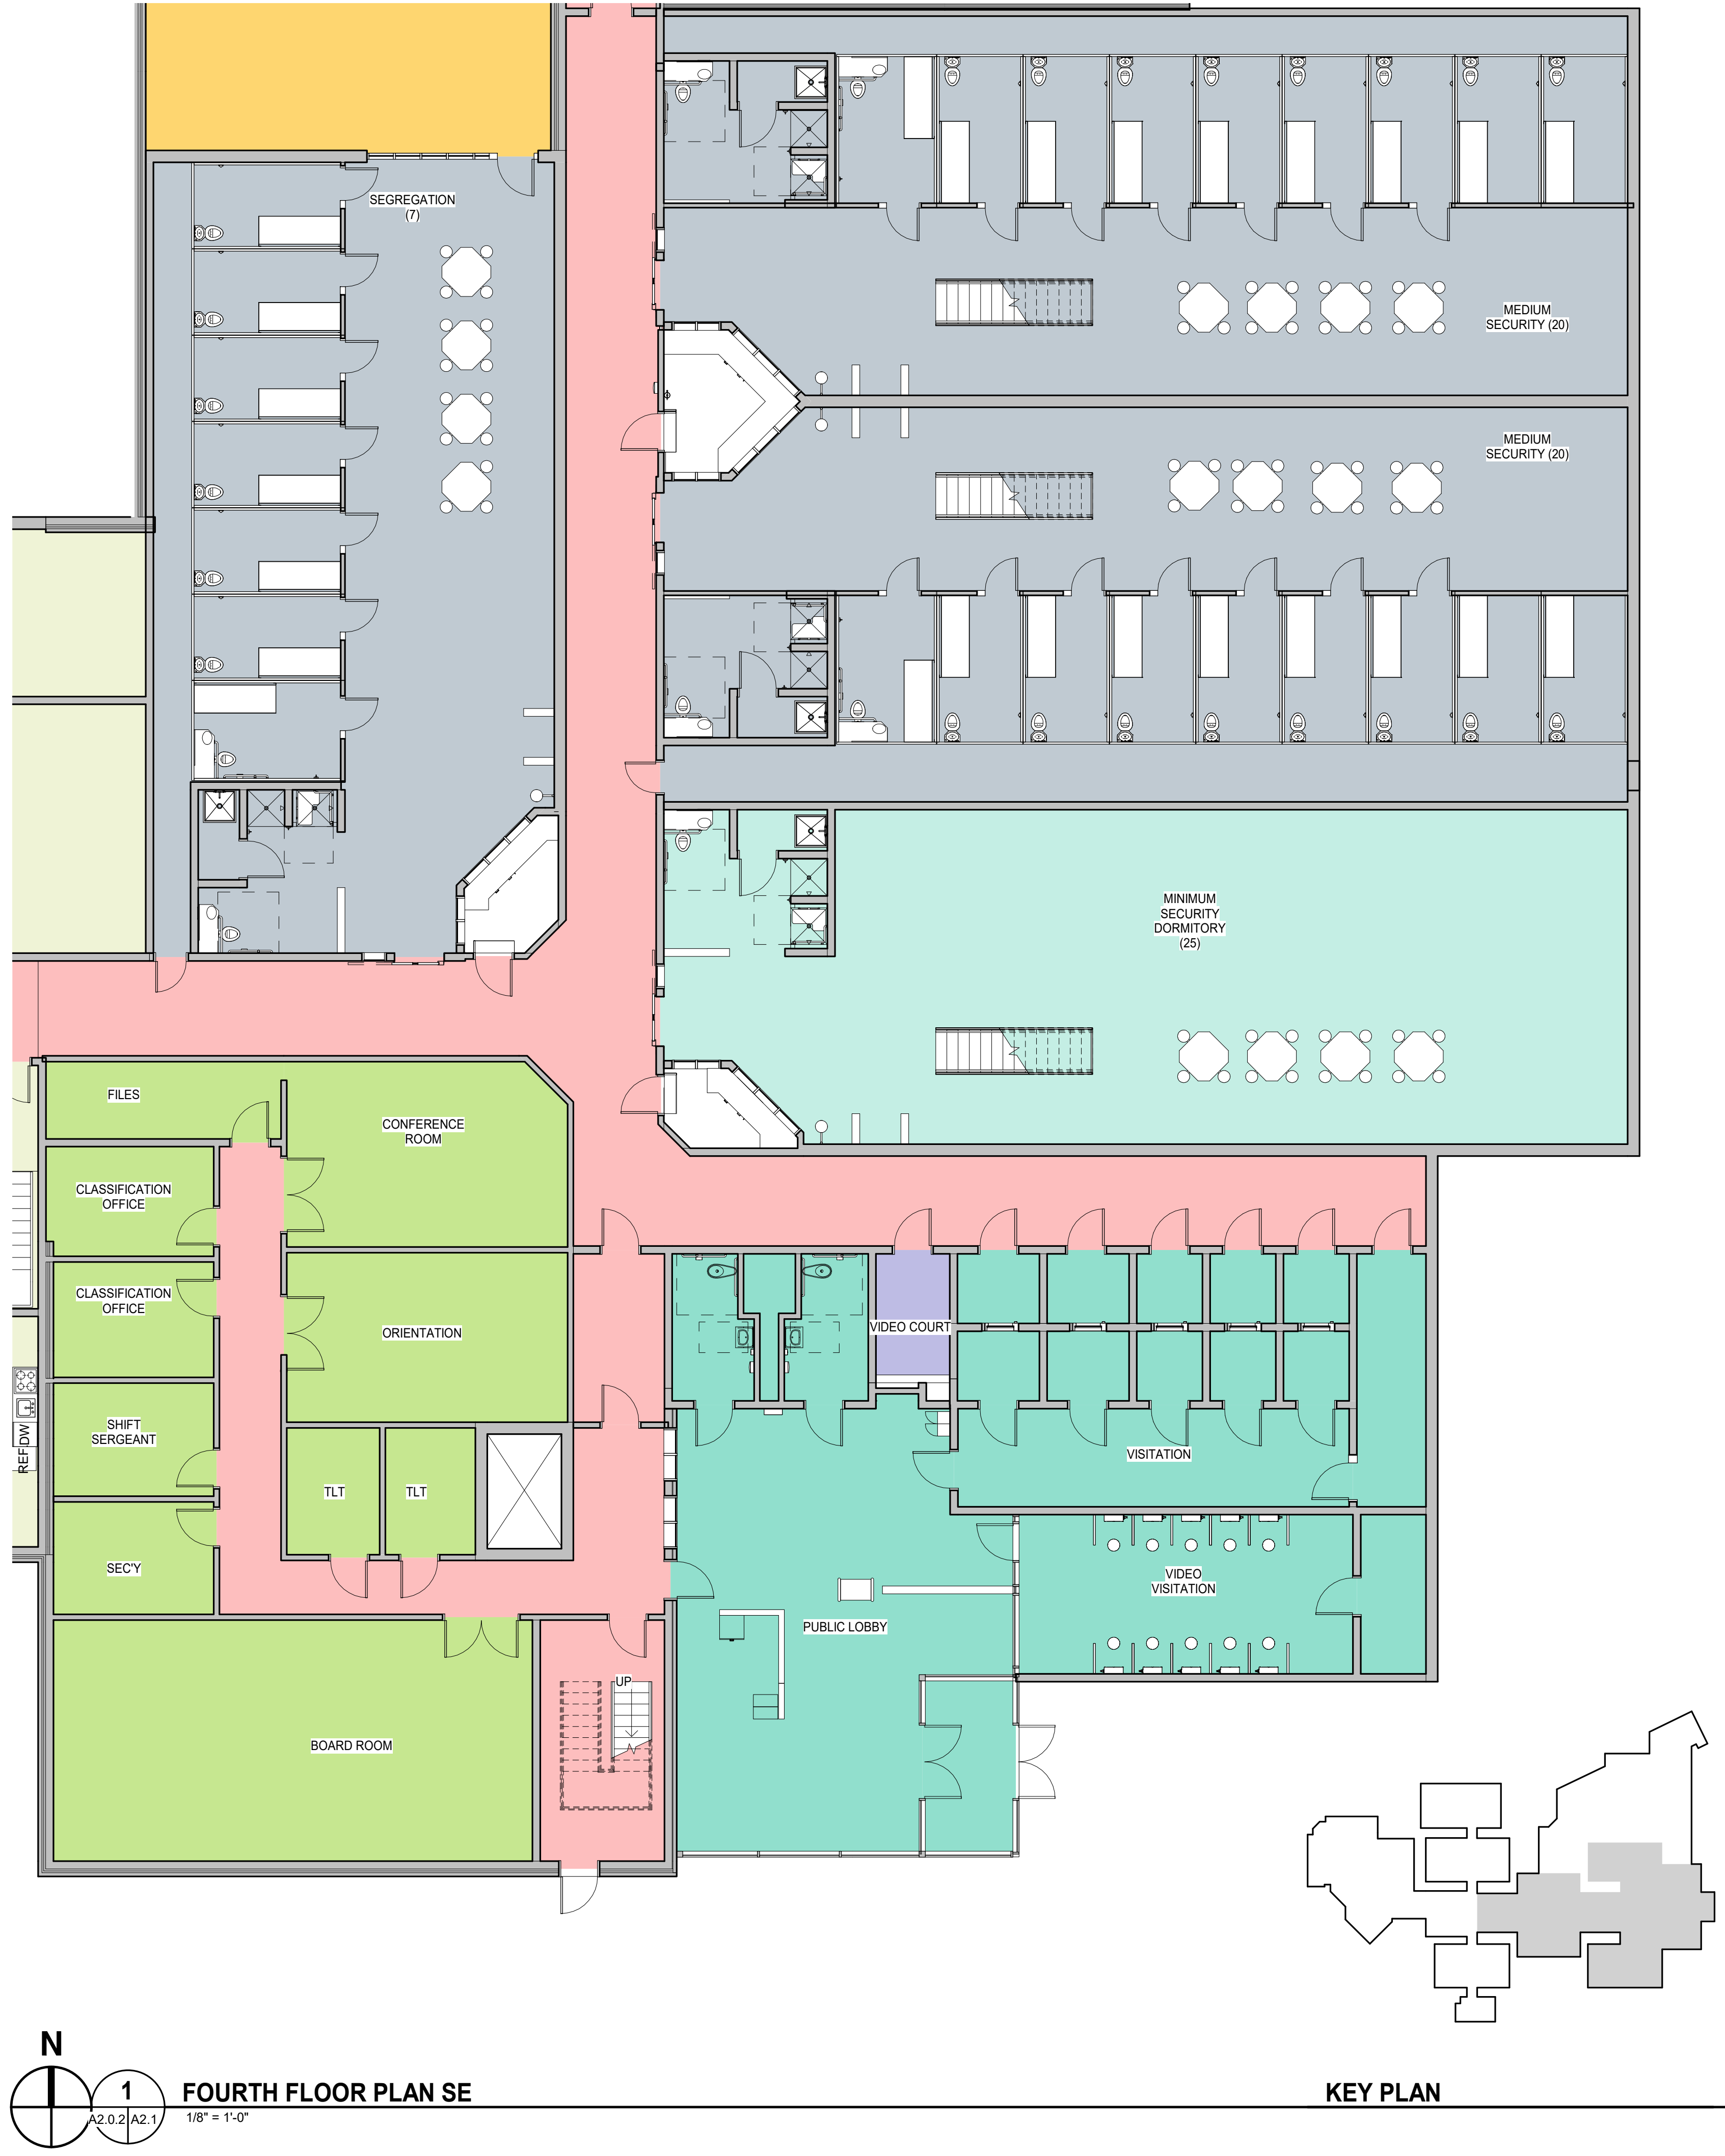 SEGREGATION
(7)
MEDIUM
SECURITY (20)
MEDIUM
SECURITY (20)
MINIMUM
SECURITY
DORMITORY
(25)
FILES
CONFERENCE
ROOM
CLASSIFICATION
OFFICE
CLASSIFICATION
OFFICE
ORIENTATION
VIDEO COURT
SHIFT
SERGEANT
REF
DW
VISITATION
TLT
TLT
SEC'Y
VIDEO
VISITATION
PUBLIC LOBBY
UP
BOARD ROOM
N
1
A2.0.2
A2.1
FOURTH FLOOR PLAN SE
1/8" = 1'-0"
KEY PLAN